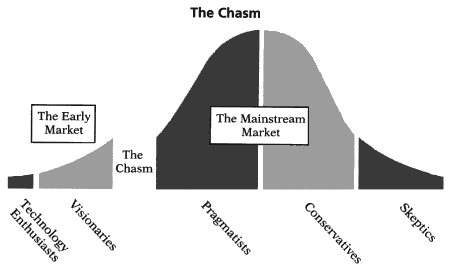 The Chasm
The Early
Market
The Mainstream
Market
The
Chasm
Technology
Enthusiasts
Visionaries
Pragmatists
Conservatives
Skeptics